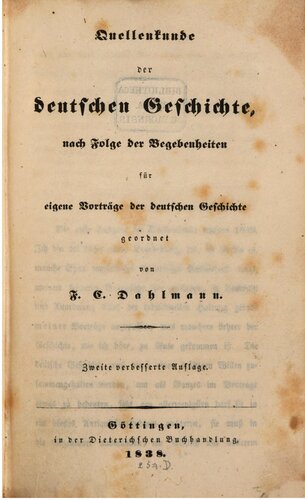 Quellenkunde
der
deutschen Geschichte,
nach Folge der Begebenheiten
für
eigene Vorträge der deutschen Geschichte
geordnet
von
F. C. Dahlmann.
Zweite verbesserte Auflage.
Göttingen,
in der Dieterichschen Buchhandlung,
1838.